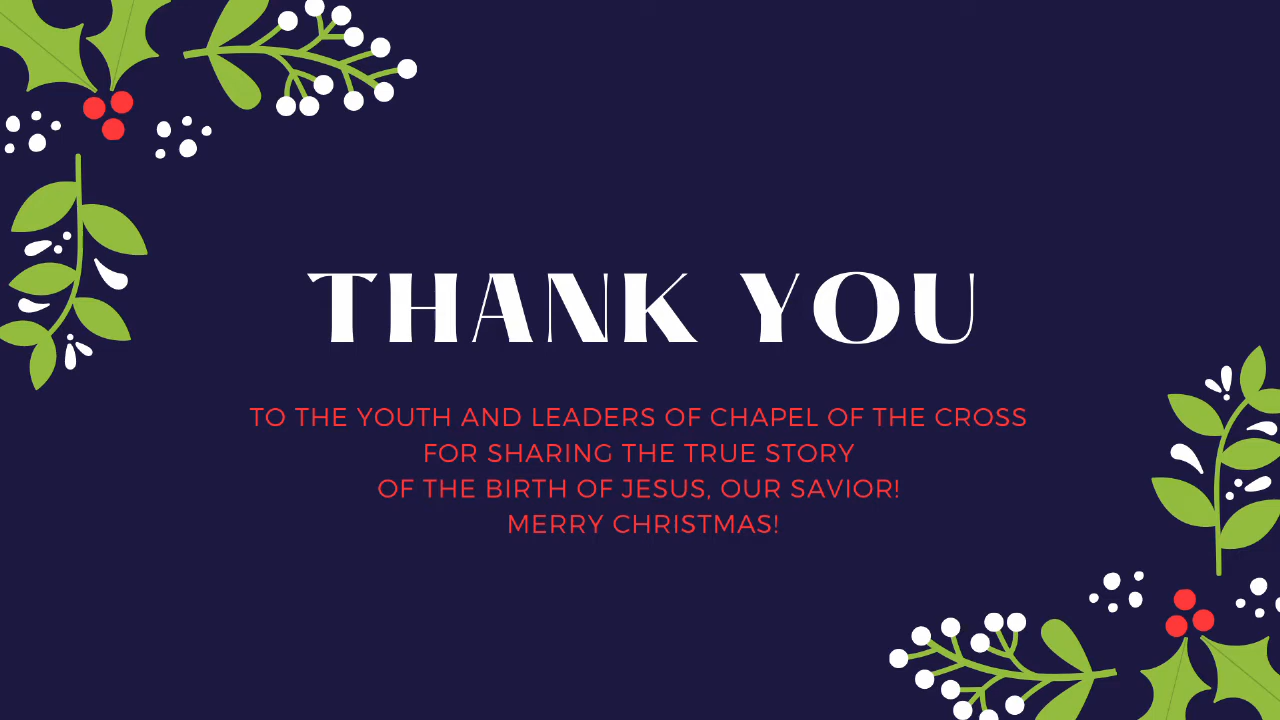 THANK YOU
TO THE YOUTH AND LEADERS OF CHAPEL OF THE CROSS
FOR SHARING THE TRUE STORY
OF THE BIRTH OF JESUS, OUR SAVIOR!
MERRY CHRISTMAS!